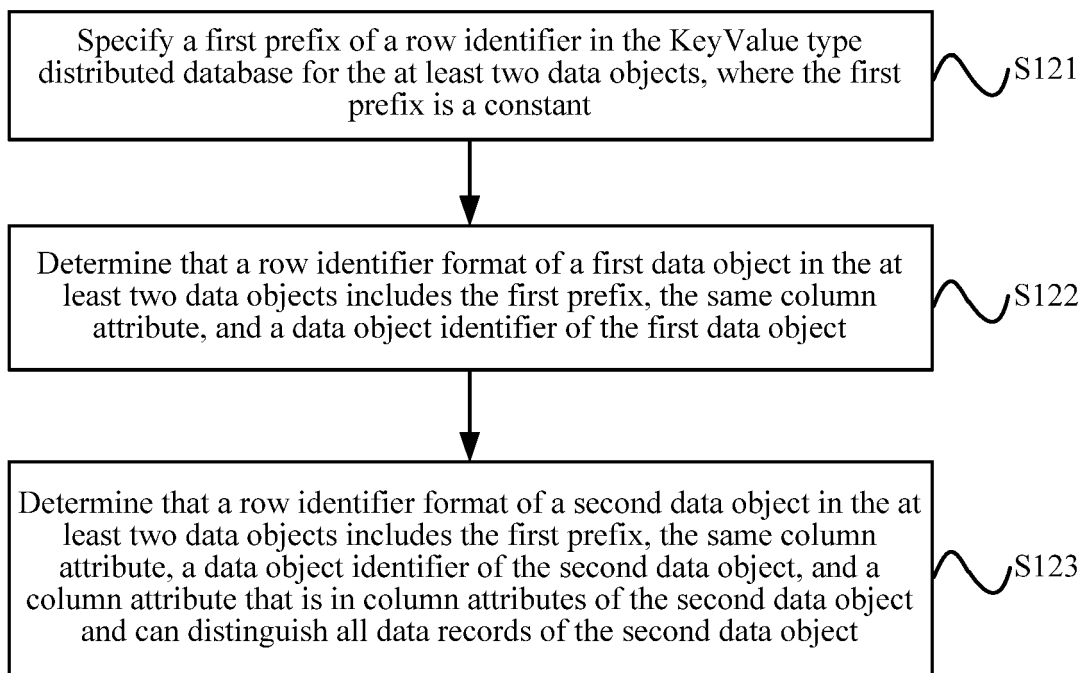 Specify a first prefix of a row identifier in the KeyValue type
distributed database for the at least two data objects, where the first
prefix is a constant
S121
Determine that a row identifier format of a first data object in the at
least two data objects includes the first prefix, the same column
attribute, and a data object identifier of the first data object
S122
Determine that a row identifier format of a second data object in the at
least two data objects includes the first prefix, the same column
attribute, a data object identifier of the second data object, and a
column attribute that is in column attributes of the second data object
and can distinguish all data records of the second data object
S123